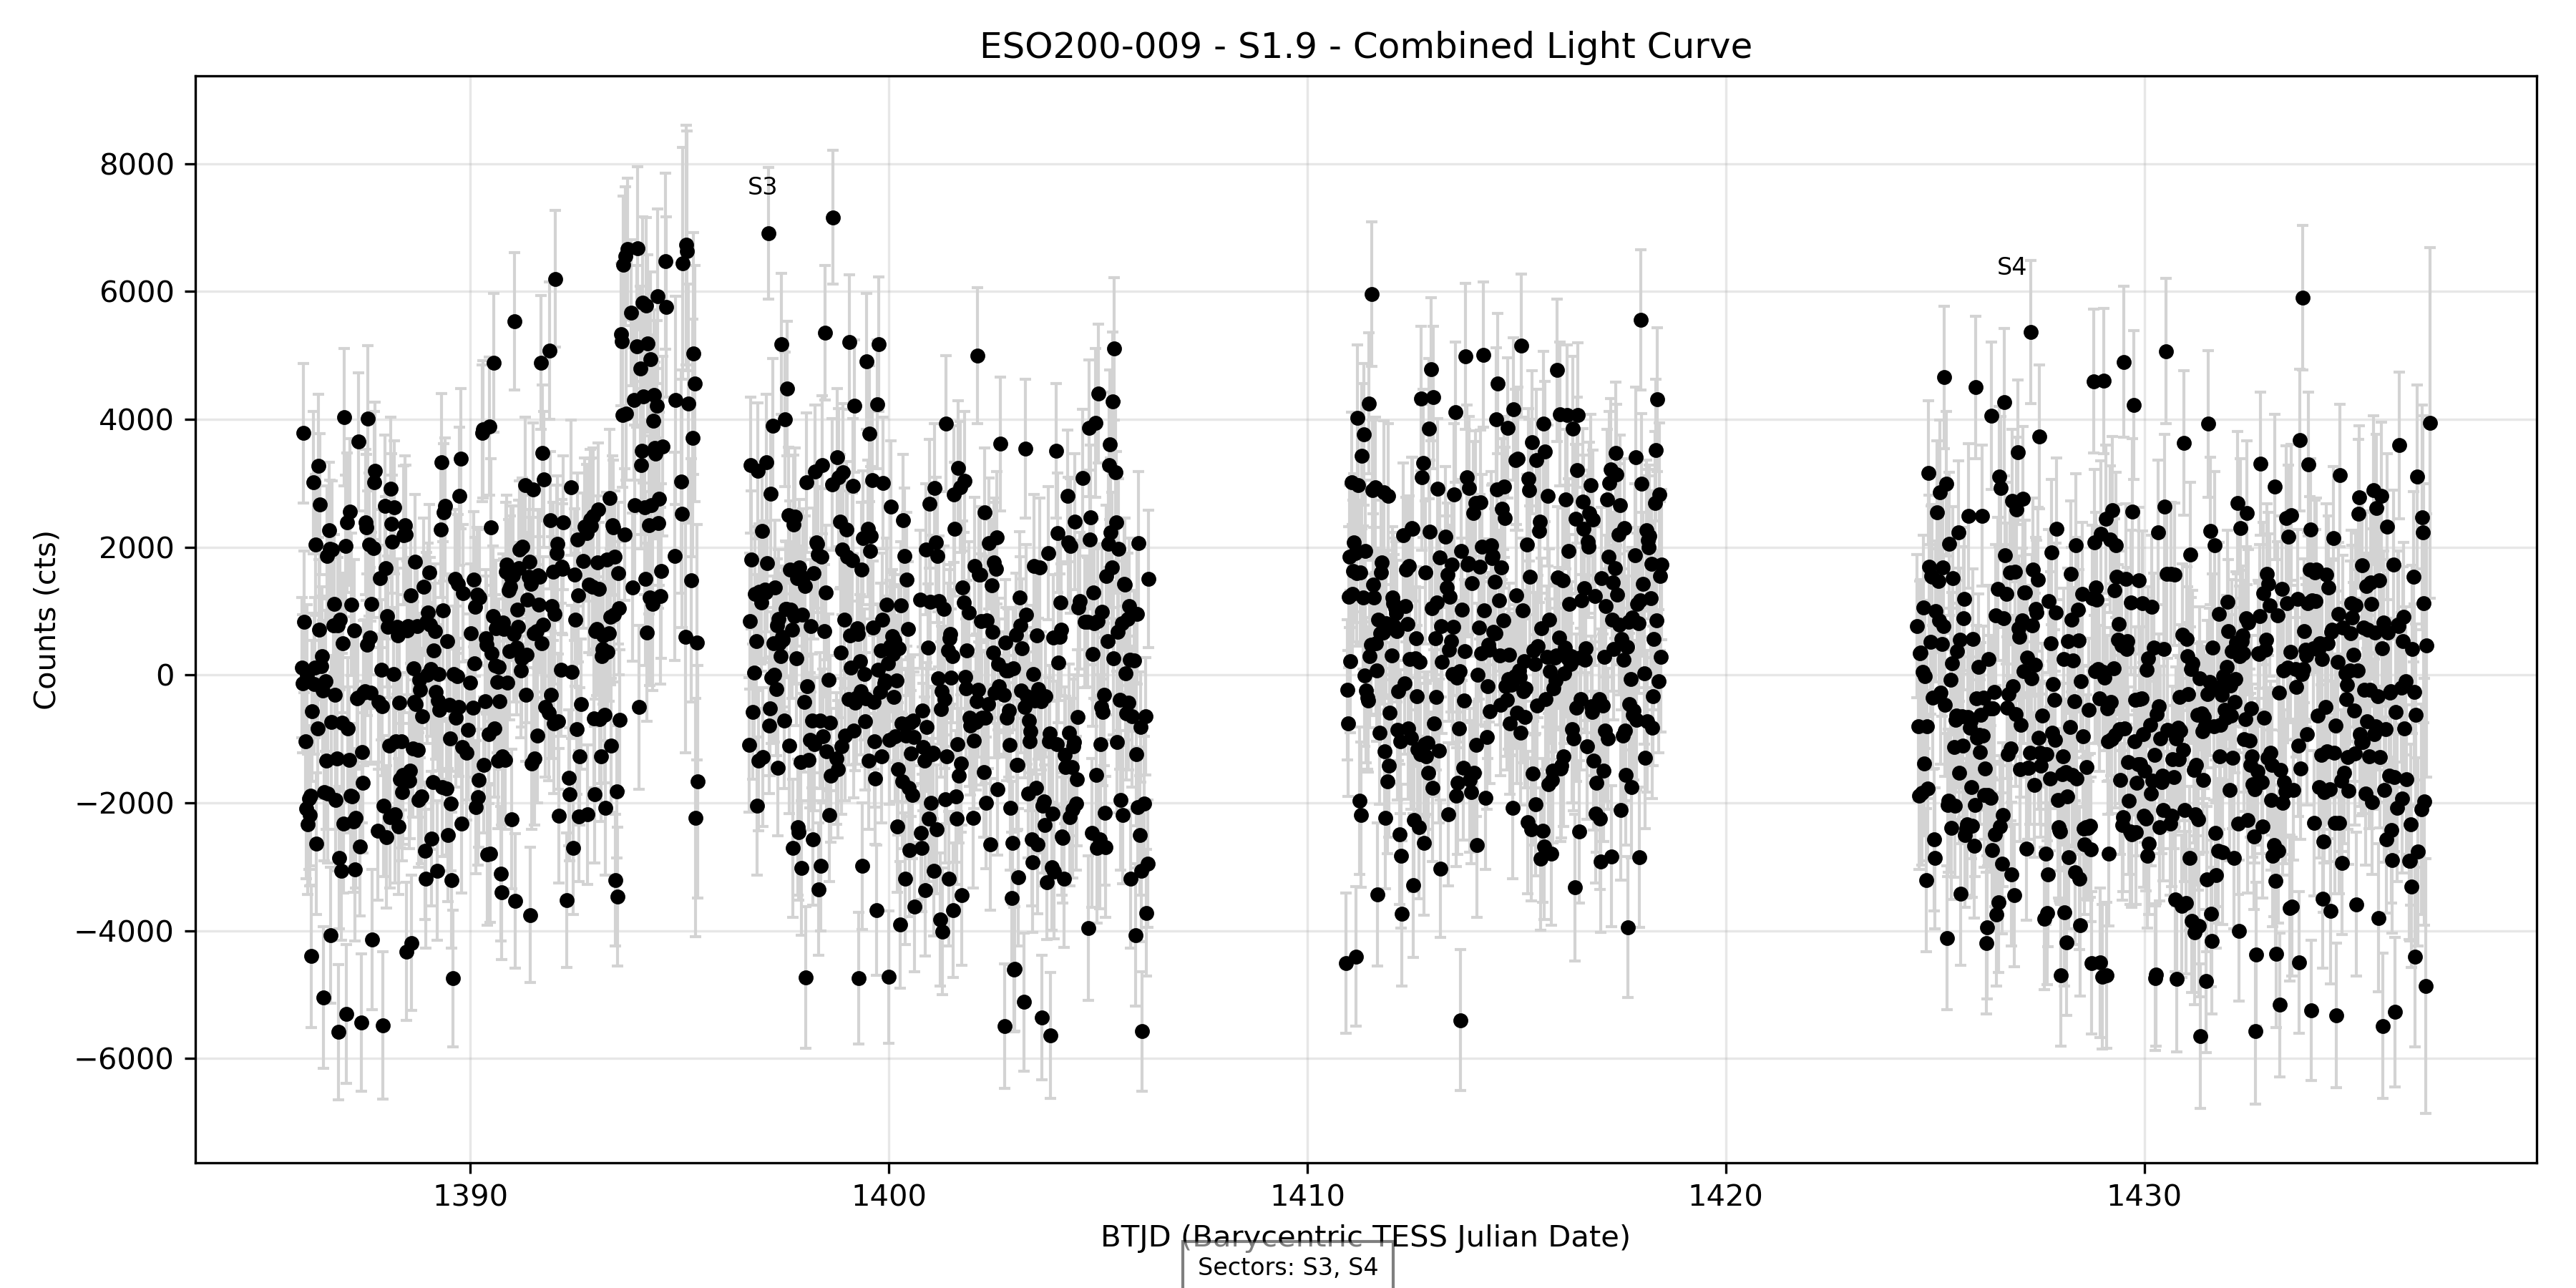 ESO200-009 - S1.9 - Combined Light Curve
8000
6000
4000
2000
0
−2000
−4000
−6000
Counts (cts)
S3
S4
1390
1400
1410
1420
1430
BTJD (Barycentric TESS Julian Date)
Sectors: S3, S4